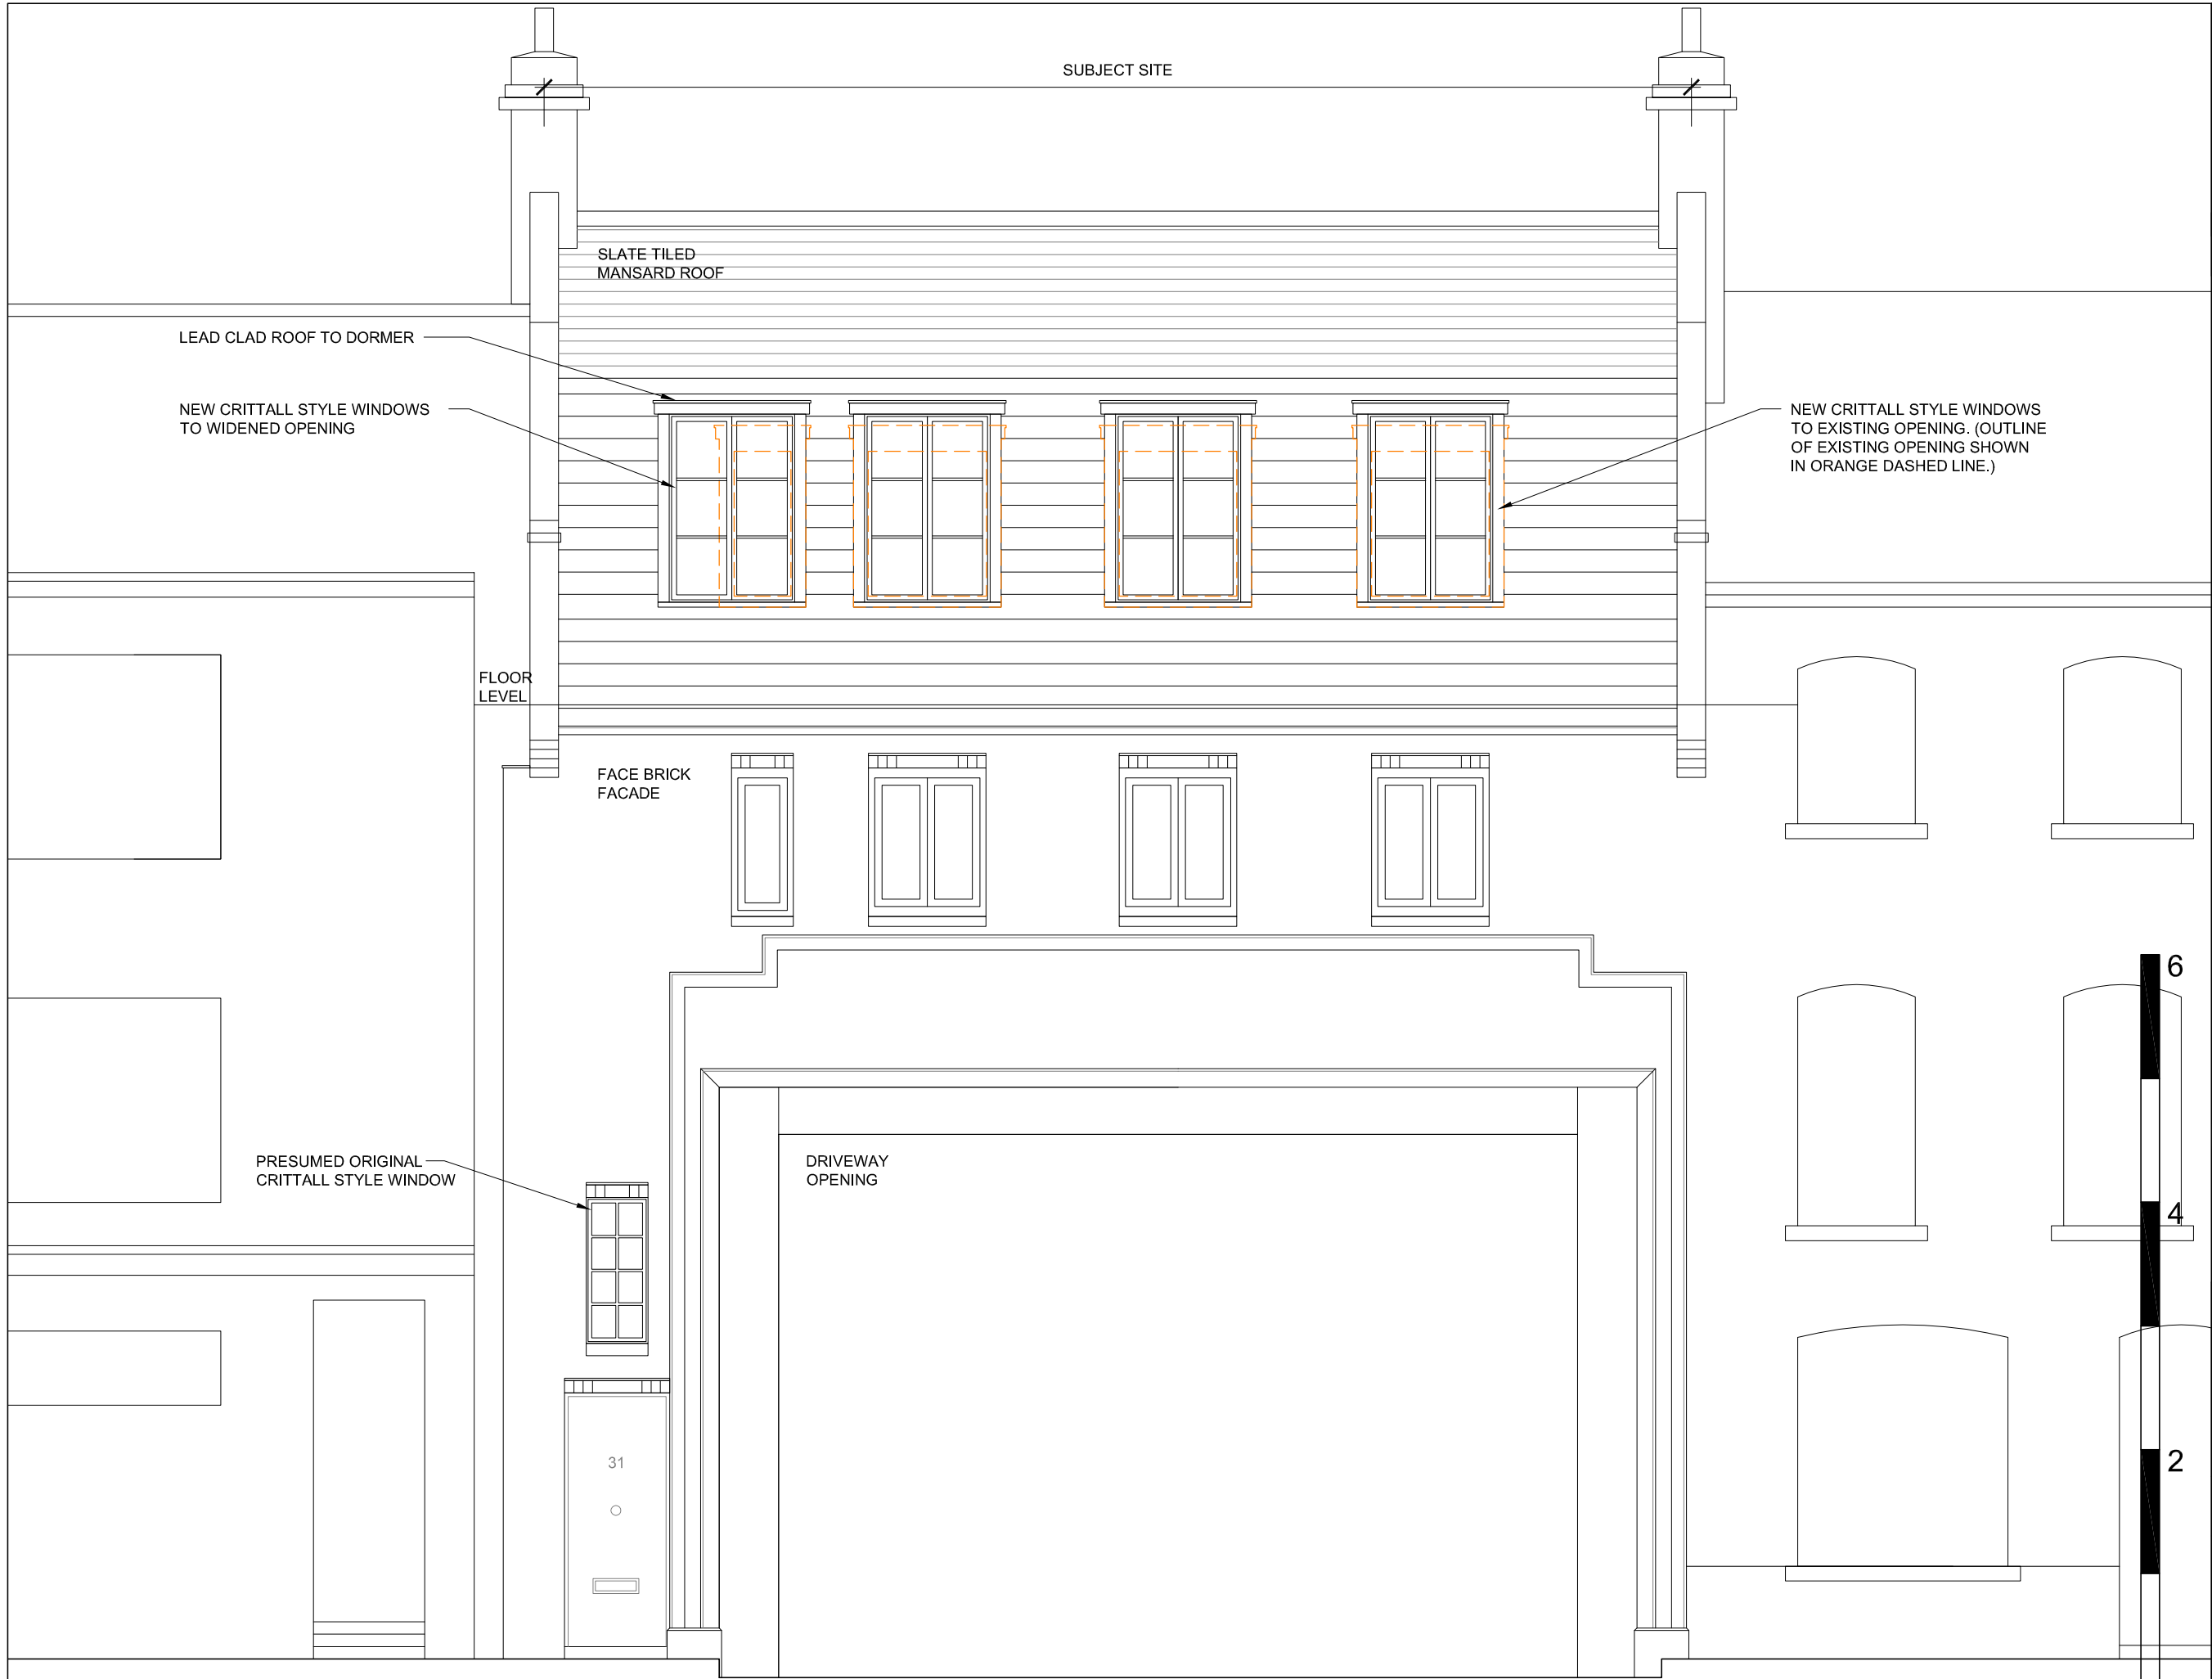 SUBJECT SITE
SLATE TILED
MANSARD ROOF
LEAD CLAD ROOF TO DORMER
NEW CRITTALL STYLE WINDOWS
TO WIDENED OPENING
NEW CRITTALL STYLE WINDOWS
TO EXISTING OPENING. (OUTLINE
OF EXISTING OPENING SHOWN
IN ORANGE DASHED LINE.)
FLOOR
LEVEL
FACE BRICK
FACADE
6
PRESUMED ORIGINAL
CRITTALL STYLE WINDOW
DRIVEWAY
OPENING
4
31
2